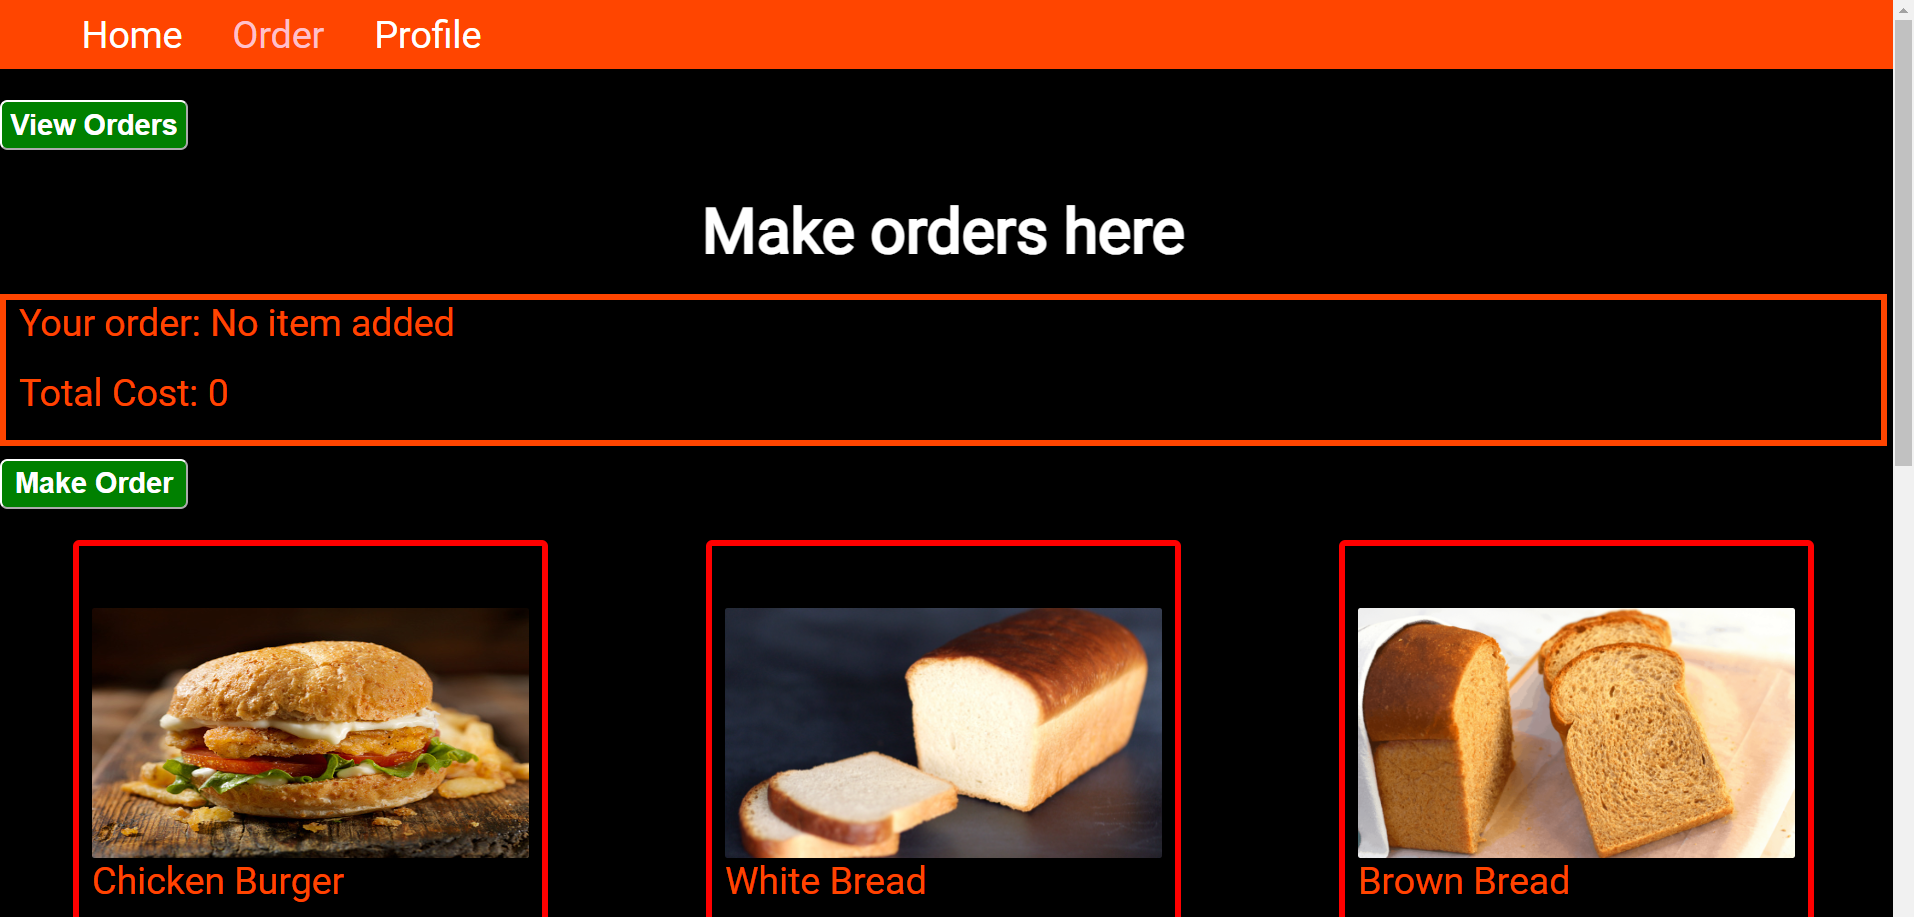 Home Order Profile
View Orders
Make orders here
Your order: No item added
Total Cost: 0
Make Order
Chicken Burger White Bread Brown Bread